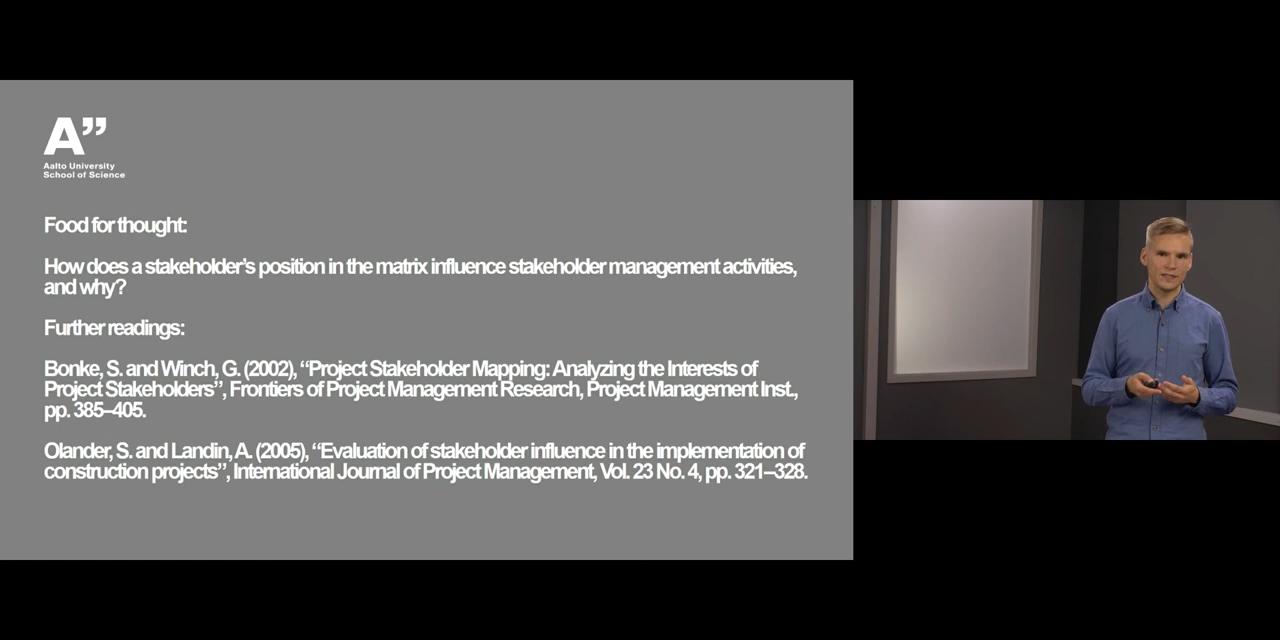 A”
Aalto University
School of Science
Food for thought:
How does a stakeholder’s position in the matrix influence stakeholder management activities,
and why?
Further readings:
Bonke, S. and Winch, G. (2002), “Project Stakeholder Mapping: Analyzing the Interests of
Project Stakeholders”, Frontiers of Project Management Research, Project Management Inst.,
pp. 385–405.
Olander, S. and Landin, A. (2005), “Evaluation of stakeholder influence in the implementation of
construction projects”, International Journal of Project Management, Vol. 23 No. 4, pp. 321–328.